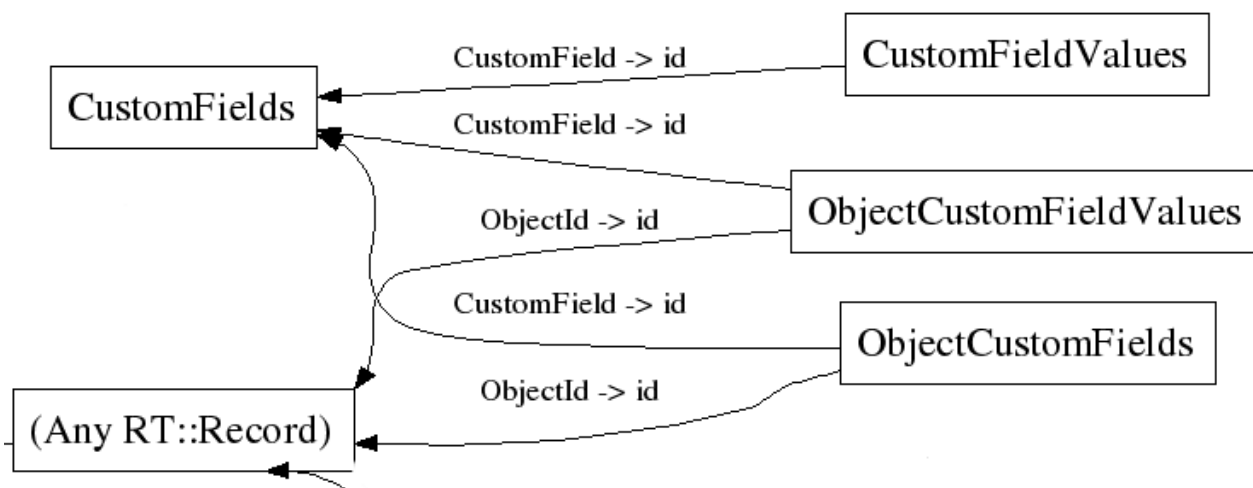 CustomFieldValues
CustomField -> id
CustomFields
CustomField -> id
ObjectCustomFieldValues
ObjectId -> id
CustomField -> id
ObjectCustomFields
ObjectId -> id
(Any RT::Record)